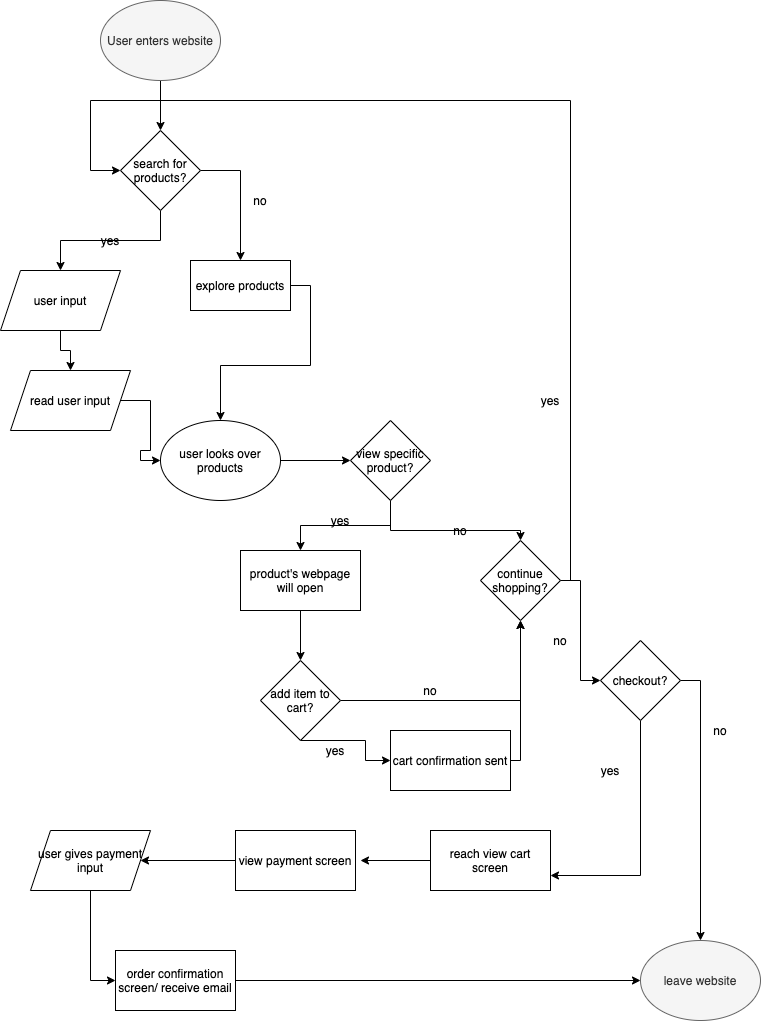 User enters website
search for
products?
no
yes
explore products
user input
read user input
yes
user looks over
products
view specific
product?
yes
no
product's webpage
will open
continue
shopping?
no
add item to
cart?
no
checkout?
yes
cart confirmation sent
no
yes
user gives payment
input
view payment screen
reach view cart
screen
order confirmation
screen/ receive email
leave website